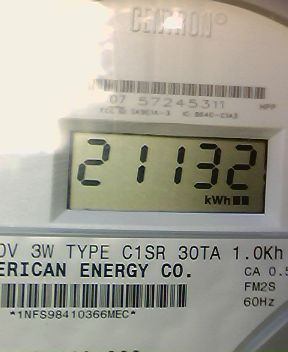 CENTRON®
07 57245311 HPP
21132
kWh
0V 3W TYPE C1SR 30TA 1.0Kh
ERICAN ENERGY CO.
CA 0.5
FM2S
60Hz
*1NFS98410366MEC*